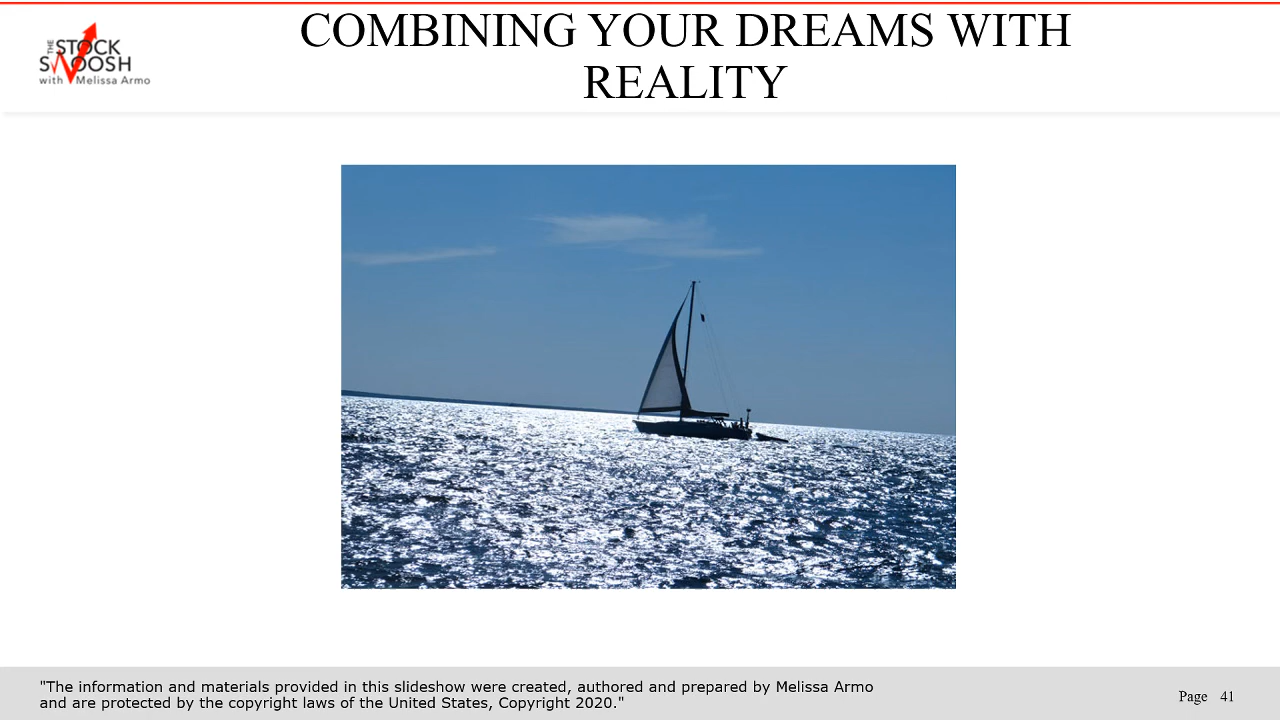 THE
STOCK
SWOOSH
with Melissa Armo
COMBINING YOUR DREAMS WITH
REALITY
"The information and materials provided in this slideshow were created, authored and prepared by Melissa Armo
and are protected by the copyright laws of the United States, Copyright 2020."
Page 41